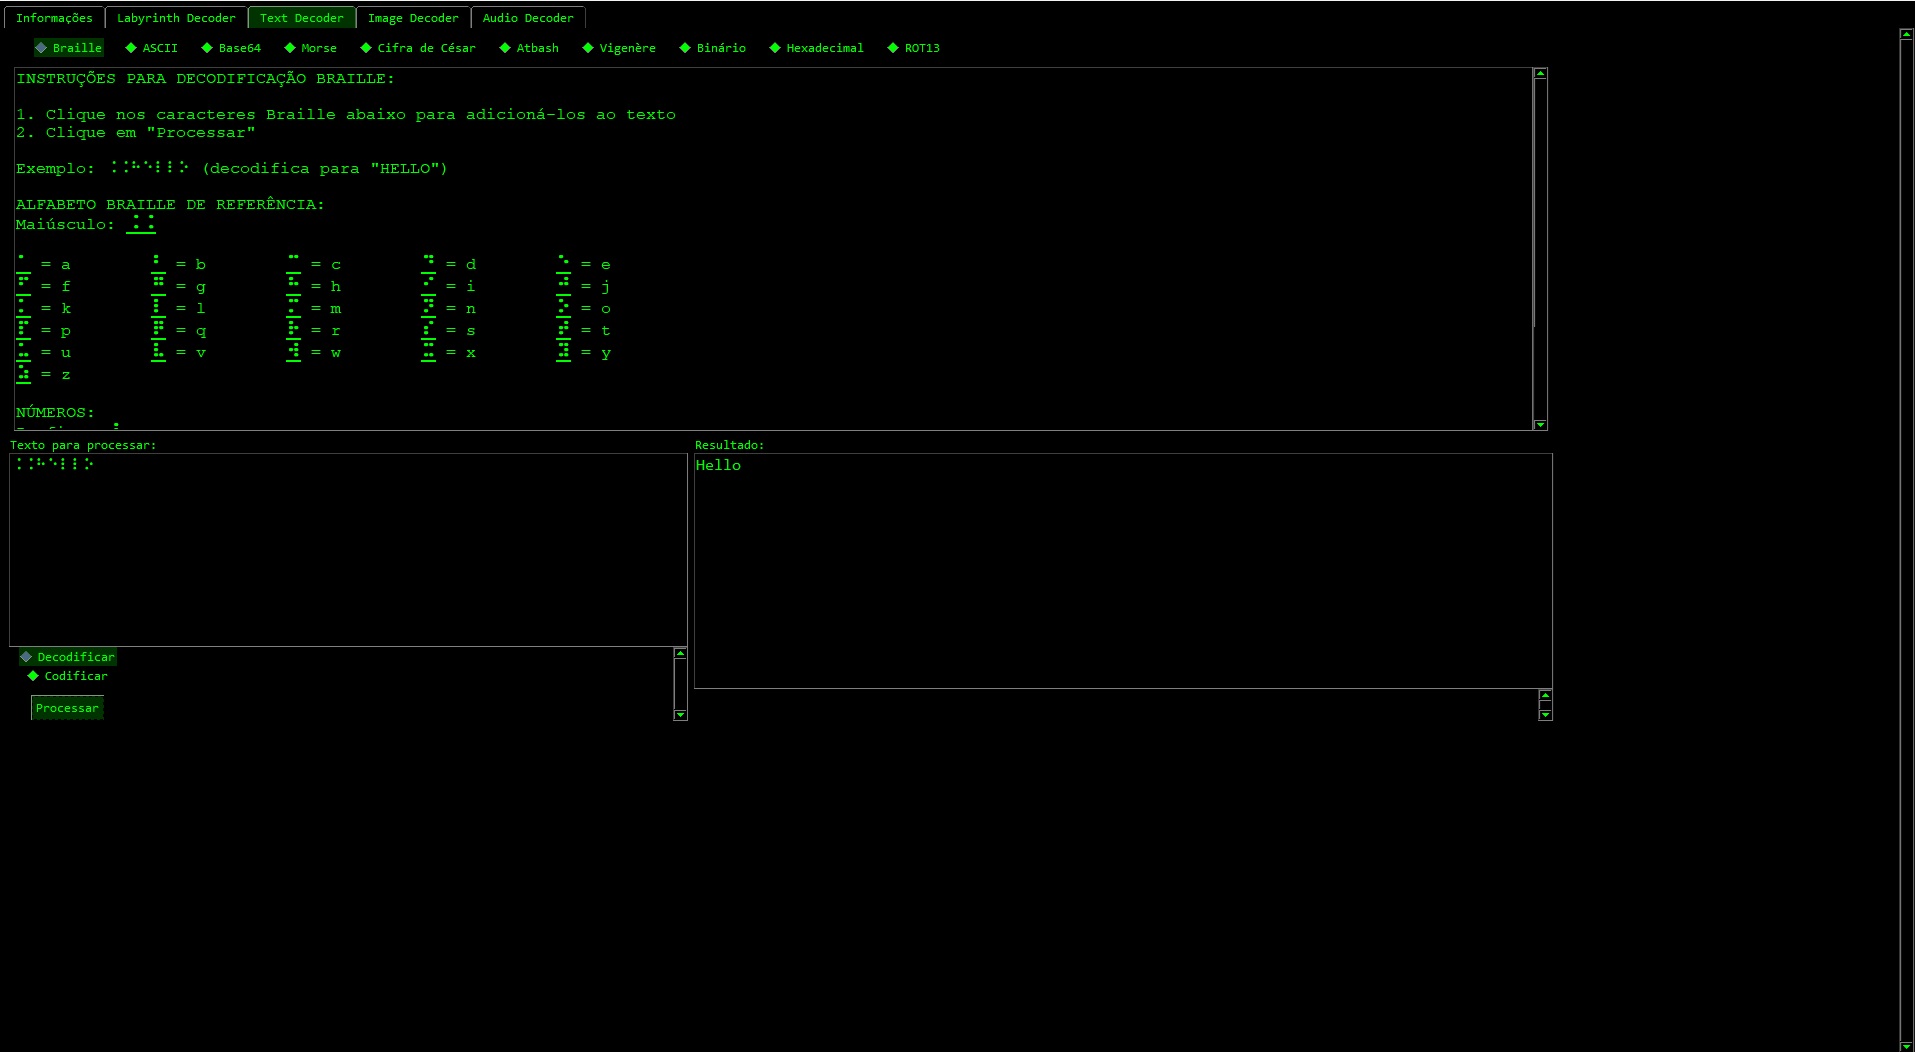 Informações Labyrinth Decoder Text Decoder Image Decoder Audio Decoder
Braille ASCII Base64 Morse Cifra de César Atbash Vigenère Binário Hexadecimal ROT13
INSTRUÇÕES PARA DECODIFICAÇÃO BRAILLE:
1. Clique nos caracteres Braille abaixo para adicioná-los ao texto
2. Clique em "Processar"
Exemplo: ⠨⠨⠓⠑⠇⠇⠕ (decodifica para "HELLO")
ALFABETO BRAILLE DE REFERÊNCIA:
Maiúsculo: ⠨⠨
⠁ = a ⠃ = b ⠉ = c ⠙ = d ⠑ = e
⠋ = f ⠛ = g ⠓ = h ⠊ = i ⠚ = j
⠅ = k ⠇ = l ⠍ = m ⠝ = n ⠕ = o
⠏ = p ⠟ = q ⠗ = r ⠎ = s ⠞ = t
⠥ = u ⠧ = v ⠺ = w ⠭ = x ⠽ = y
⠵ = z
NÚMEROS:
Texto para processar: Resultado:
⠨⠨⠓⠑⠇⠇⠕ Hello
Decodificar
Codificar
Processar